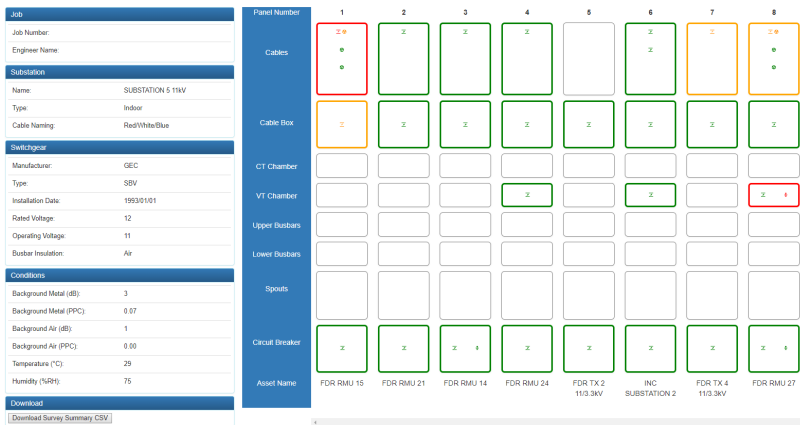 Job
Job Number:
Engineer Name:
Substation
Name: SUBSTATION 5 11kV
Type: Indoor
Cable Naming: Red/White/Blue
Switchgear
Manufacturer: GEC
Type: SBV
Installation Date: 1993/01/01
Rated Voltage: 12
Operating Voltage: 11
Busbar Insulation: Air
Conditions
Background Metal (dB): 3
Background Metal (PPC): 0.07
Background Air (dB): 1
Background Air (PPC): 0.00
Temperature (°C): 29
Humidity (%RH): 75
Download
Download Survey Summary CSV
Panel Number 1 2 3 4 5 6 7 8
Cables
Cable Box
CT Chamber
VT Chamber
Upper Busbars
Lower Busbars
Spouts
Circuit Breaker
Asset Name FDR RMU 15 FDR RMU 21 FDR RMU 14 FDR RMU 24 FDR TX 2 INC FDR TX 4 FDR RMU 27
11/3.3kV SUBSTATION 2 11/3.3kV